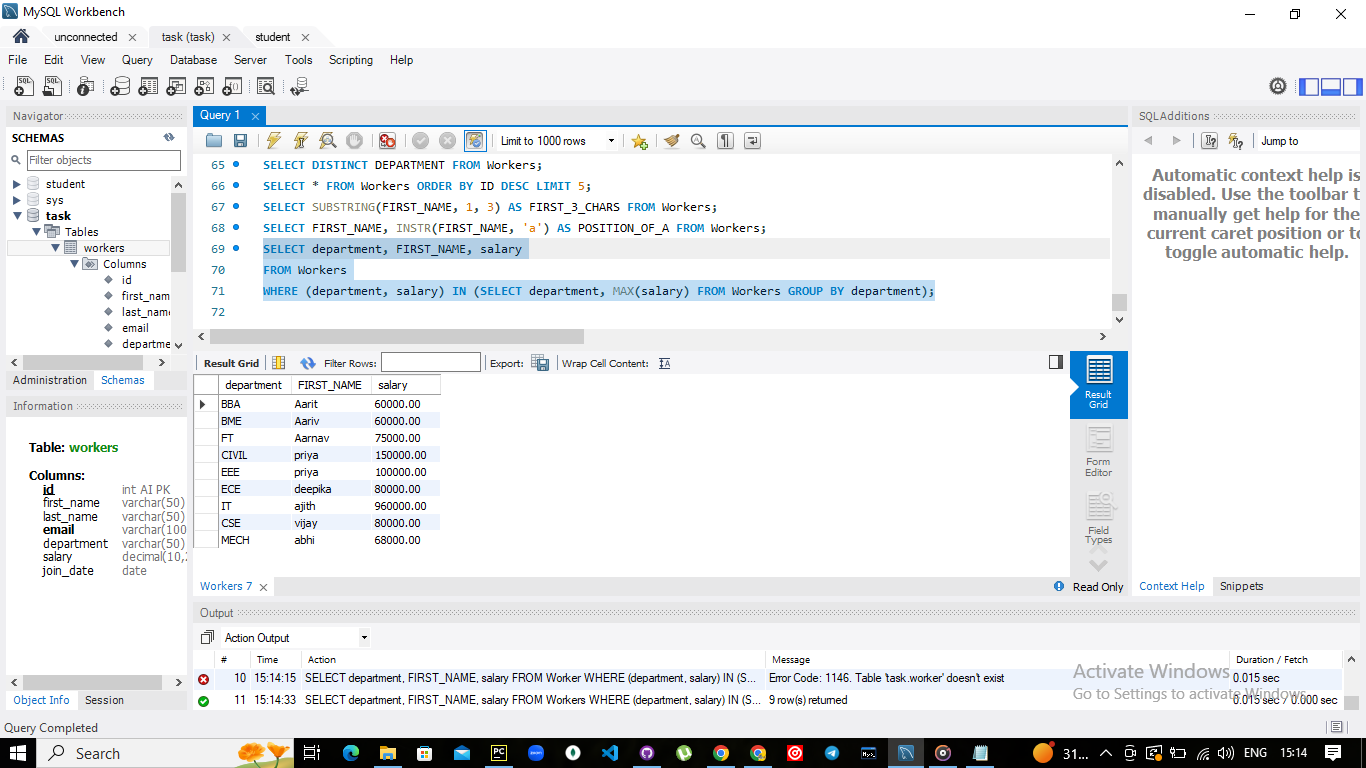 MySQL Workbench
unconnected
task (task)
student
File Edit View Query Database Server Tools Scripting Help
Navigator
SCHEMAS
Filter objects
student
sys
task
Tables
workers
Columns
id
first_nam
last_name
email
departme
Administration Schemas
Information
Table: workers
Columns:
id int AI PK
first_name varchar(50)
last_name varchar(50)
email varchar(100
department varchar(50)
salary decimal(10,
join_date date
Object Info Session
Query 1
Limit to 1000 rows
65 SELECT DISTINCT DEPARTMENT FROM Workers;
66 SELECT * FROM Workers ORDER BY ID DESC LIMIT 5;
67 SELECT SUBSTRING(FIRST_NAME, 1, 3) AS FIRST_3_CHARS FROM Workers;
68 SELECT FIRST_NAME, INSTR(FIRST_NAME, 'a') AS POSITION_OF_A FROM Workers;
69 SELECT department, FIRST_NAME, salary
70 FROM Workers
71 WHERE (department, salary) IN (SELECT department, MAX(salary) FROM Workers GROUP BY department);
72
Result Grid Filter Rows: Export: Wrap Cell Content:
department FIRST_NAME salary
BBA Aarit 60000.00
BME Aariv 60000.00
FT Aarnav 75000.00
CIVIL priya 150000.00
EEE priya 100000.00
ECE deepika 80000.00
IT ajith 960000.00
CSE vijay 80000.00
MECH abhi 68000.00
Result
Grid
Form
Editor
Field
Types
Workers 7
Read Only
SQLAdditions
Jump to
Automatic context help is
disabled. Use the toolbar t
manually get help for the
current caret position or to
toggle automatic help.
Context Help Snippets
Output
Action Output
# Time Action Message Duration / Fetch
10 15:14:15 SELECT department, FIRST_NAME, salary FROM Worker WHERE (department, salary) IN (S... Error Code: 1146. Table 'task.worker' doesn't exist 0.015 sec
11 15:14:33 SELECT department, FIRST_NAME, salary FROM Workers WHERE (department, salary) IN (S... 9 row(s) returned 0.015 sec / 0.000 sec
Activate Windows
Go to Settings to activate Windows.
Query Completed
Search
PC
31...
ENG
15:14